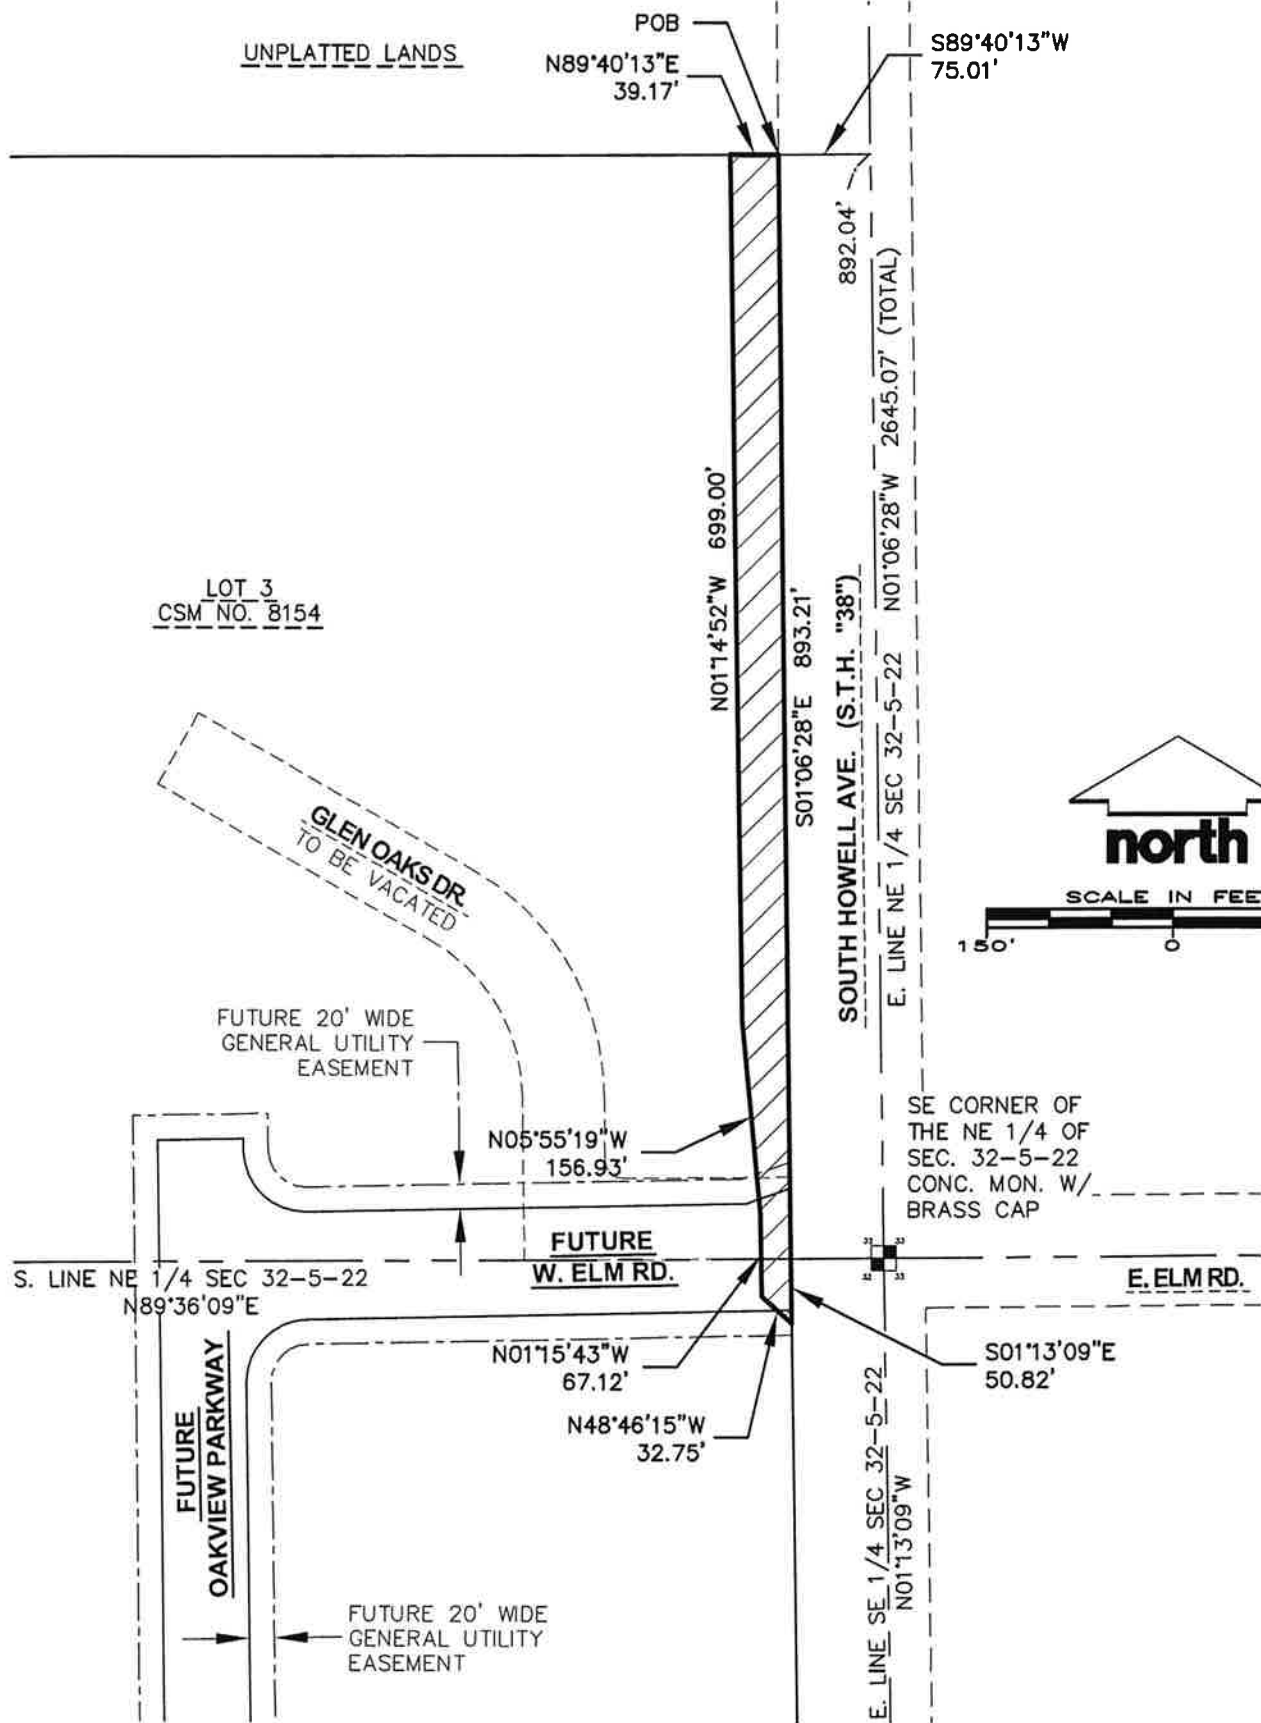 POB
UNPLATTED LANDS
N89°40'13"E
39.17'
S89°40'13"W
75.01'
892.04'
N01°06'28"W 2645.07' (TOTAL)
E. LINE NE 1/4 SEC 32-5-22
SOUTH HOWELL AVE. (S.T.H. "38")
N01°14'52"W 699.00'
S01°06'28"E 893.21'
LOT 3
CSM NO. 8154
north
SCALE IN FEE
150'
0
GLEN OAKS DR.
TO BE VACATED
FUTURE 20' WIDE
GENERAL UTILITY
EASEMENT
N05°55'19"W
156.93'
SE CORNER OF
THE NE 1/4 OF
SEC. 32-5-22
CONC. MON. W/
BRASS CAP
32 33
32 33
FUTURE
W. ELM RD.
E. ELM RD.
S. LINE NE 1/4 SEC 32-5-22
N89°36'09"E
N01°15'43"W
67.12'
S01°13'09"E
50.82'
N48°46'15"W
32.75'
FUTURE
OAKVIEW PARKWAY
E. LINE SE 1/4 SEC 32-5-22
N01°13'09"W
FUTURE 20' WIDE
GENERAL UTILITY
EASEMENT